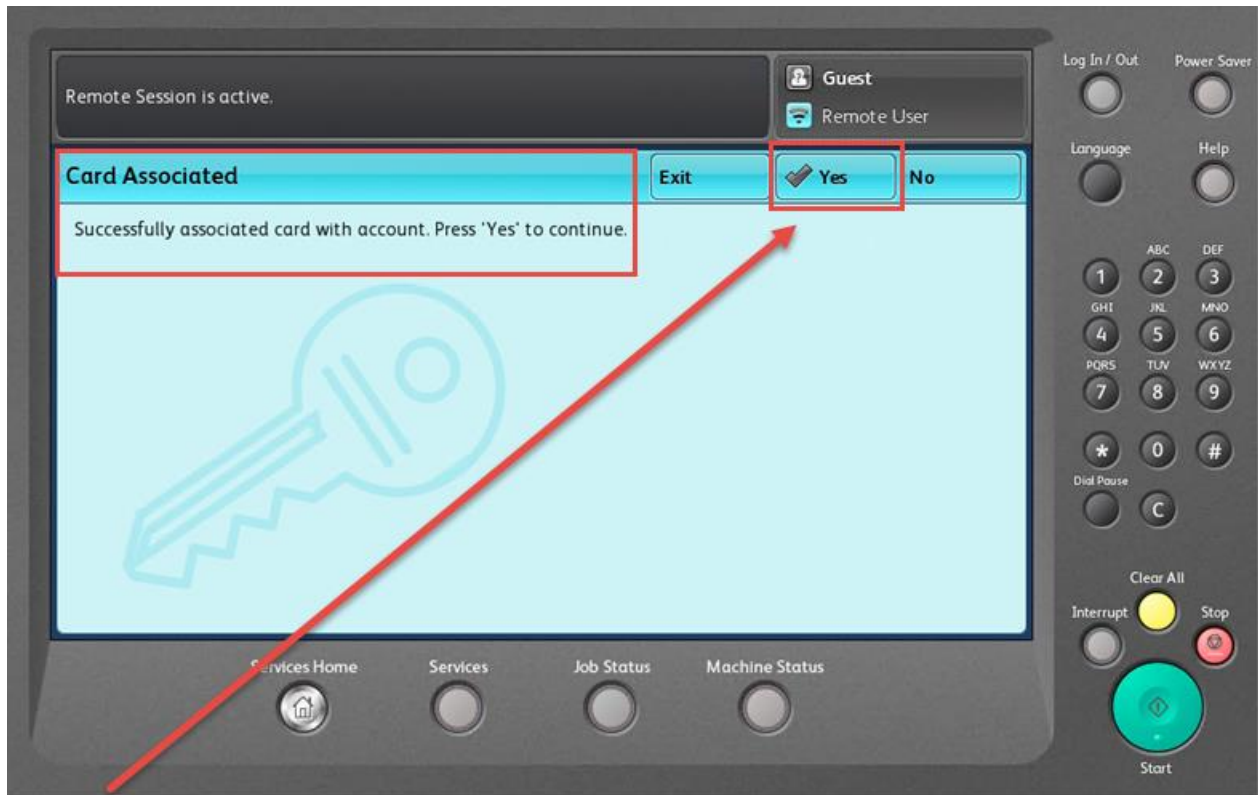 Remote Session is active.
Guest
Remote User
Card Associated
Exit
Yes
No
Successfully associated card with account. Press 'Yes' to continue.
Services Home
Services
Job Status
Machine Status
Log In / Out
Power Saver
Language
Help
ABC
DEF
1
2
3
GHI
JKL
MNO
4
5
6
PQRS
TUV
WXYZ
7
8
9
*
0
#
Dial Pause
C
Clear All
Interrupt
Stop
Start